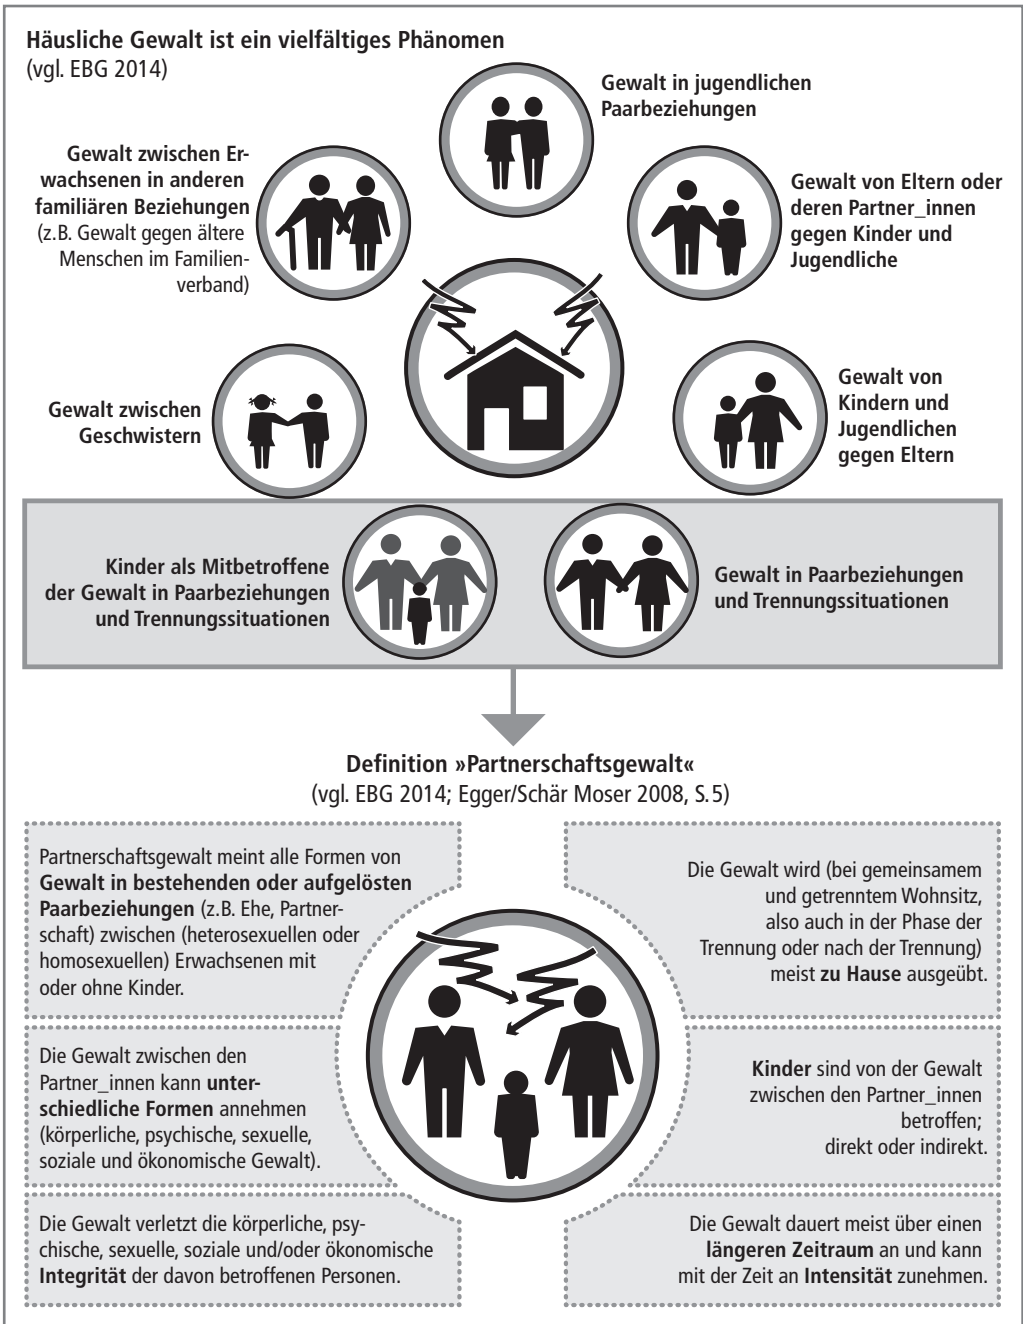 Häusliche Gewalt ist ein vielfältiges Phänomen
(vgl. EBG 2014)
Gewalt in jugendlichen
Paarbeziehungen
Gewalt zwischen Er-
wachsenen in anderen
familiären Beziehungen
(z.B. Gewalt gegen ältere
Menschen im Familien-
verband)
Gewalt von Eltern oder
deren Partner_innen
gegen Kinder und
Jugendliche
Gewalt zwischen
Geschwistern
Gewalt von
Kindern und
Jugendlichen
gegen Eltern
Kinder als Mitbetroffene
der Gewalt in Paarbeziehungen
und Trennungssituationen
Gewalt in Paarbeziehungen
und Trennungssituationen
Definition »Partnerschaftsgewalt«
(vgl. EBG 2014; Egger/Schär Moser 2008, S.5)
Partnerschaftsgewalt meint alle Formen von
Gewalt in bestehenden oder aufgelösten
Paarbeziehungen (z.B. Ehe, Partner-
schaft) zwischen (heterosexuellen oder
homosexuellen) Erwachsenen mit
oder ohne Kinder.
Die Gewalt wird (bei gemeinsamem
und getrenntem Wohnsitz,
also auch in der Phase der
Trennung oder nach der Trennung)
meist zu Hause ausgeübt.
Die Gewalt zwischen den
Partner_innen kann unter-
schiedliche Formen annehmen
(körperliche, psychische, sexuelle,
soziale und ökonomische Gewalt).
Kinder sind von der Gewalt
zwischen den Partner_innen
betroffen;
direkt oder indirekt.
Die Gewalt verletzt die körperliche, psy-
chische, sexuelle, soziale und/oder ökonomische
Integrität der davon betroffenen Personen.
Die Gewalt dauert meist über einen
längeren Zeitraum an und kann
mit der Zeit an Intensität zunehmen.